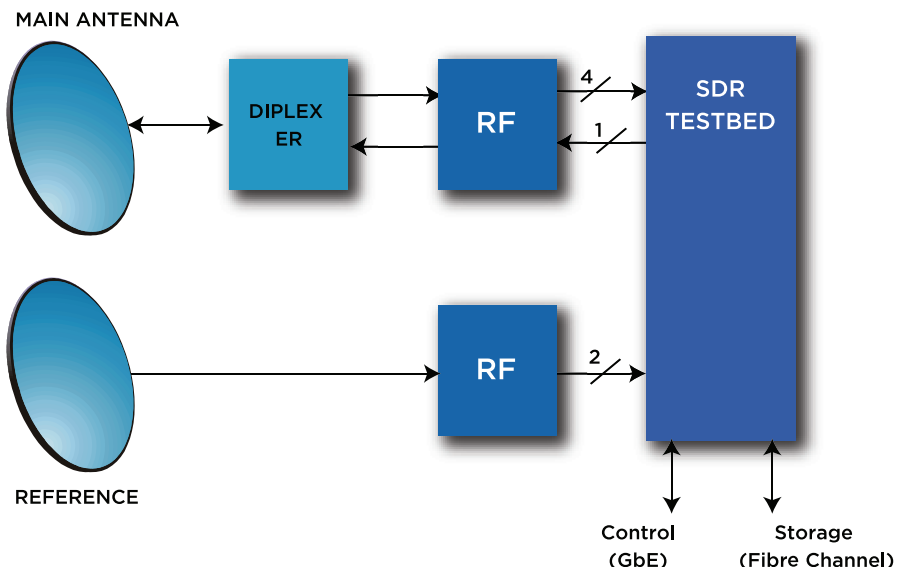 MAIN ANTENNA
DIPLEX
ER
RF
4
1
SDR
TESTBED
RF
2
REFERENCE
Control
(GbE)
Storage
(Fibre Channel)